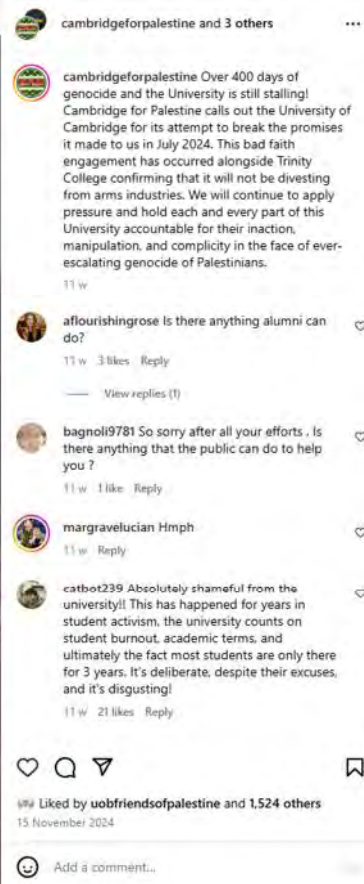 cambridgeforpalestine and 3 others
cambridgeforpalestine Over 400 days of
genocide and the University is still stalling!
Cambridge for Palestine calls out the University of
Cambridge for its attempt to break the promises
it made to us in July 2024. This bad faith
engagement has occurred alongside Trinity
College confirming that it will not be divesting
from arms industries. We will continue to apply
pressure and hold each and every part of this
University accountable for their inaction,
manipulation, and complicity in the face of ever-
escalating genocide of Palestinians.
11 w
aflourishingrose Is there anything alumni can
do?
11 w 3 likes Reply
View replies (1)
bagnoli9781 So sorry after all your efforts . Is
there anything that the public can do to help
you ?
11 w 1 like Reply
margravelucian Hmph
11 w Reply
catbot239 Absolutely shameful from the
university!! This has happened for years in
student activism, the university counts on
student burnout, academic terms, and
ultimately the fact most students are only there
for 3 years. It's deliberate, despite their excuses,
and it's disgusting!
11 w 21 likes Reply
Liked by uobfriendsofpalestine and 1,524 others
15 November 2024
Add a comment...